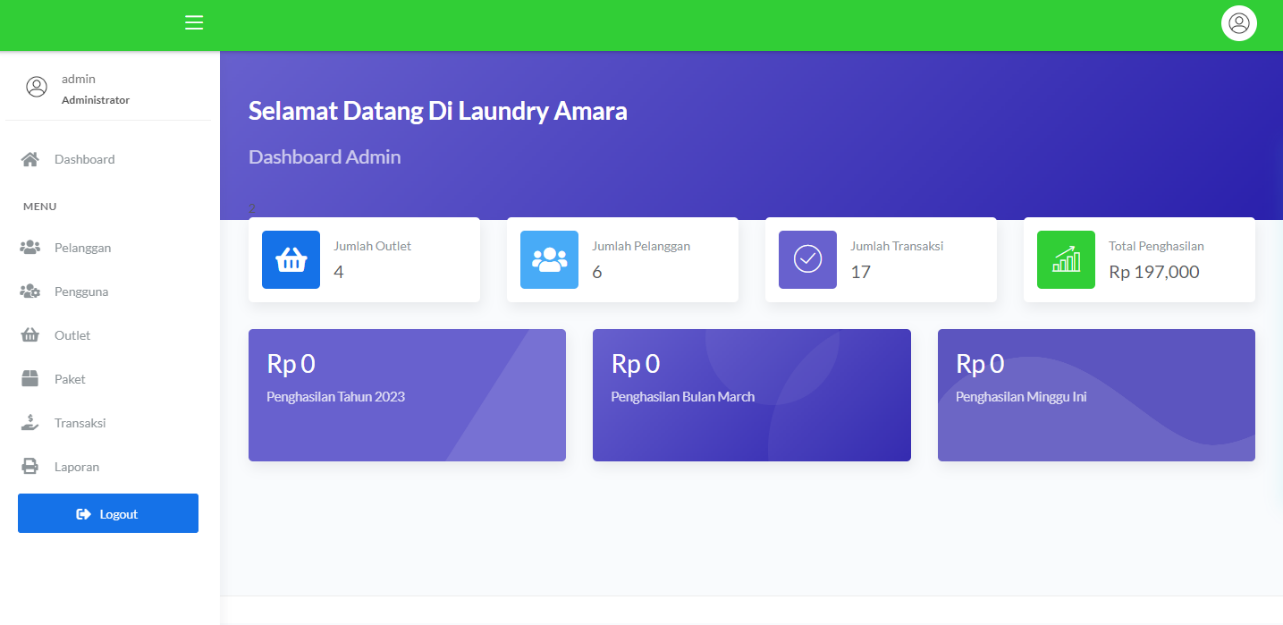 admin
Administrator
Dashboard
MENU
Pelanggan
Pengguna
Outlet
Paket
Transaksi
Laporan
Logout
Selamat Datang Di Laundry Amara
Dashboard Admin
2
Jumlah Outlet
4
Jumlah Pelanggan
6
Jumlah Transaksi
17
Total Penghasilan
Rp 197,000
Rp 0
Penghasilan Tahun 2023
Rp 0
Penghasilan Bulan March
Rp 0
Penghasilan Minggu Ini